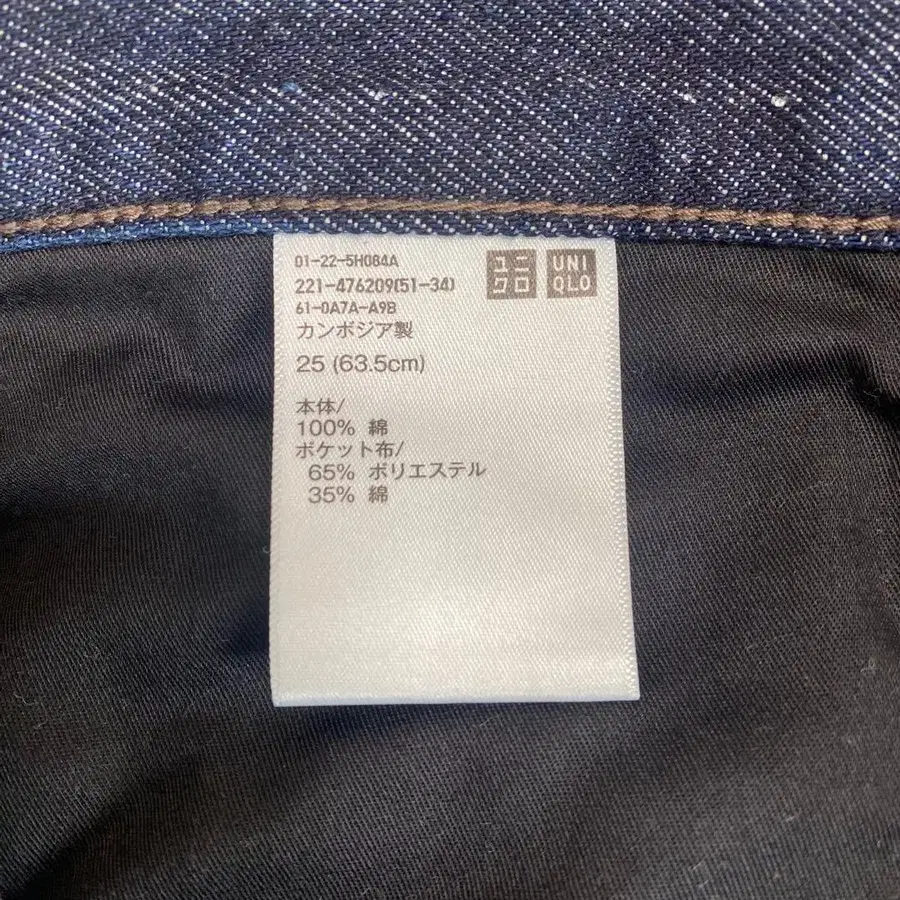 01-22-5H084A
221-476209(51-34)
61-0A7A-A9B
ユニ
クロ
UNI
QLO
カンボジア製
25 (63.5cm)
本体/
100% 綿
ポケット布/
65% ポリエステル
35% 綿